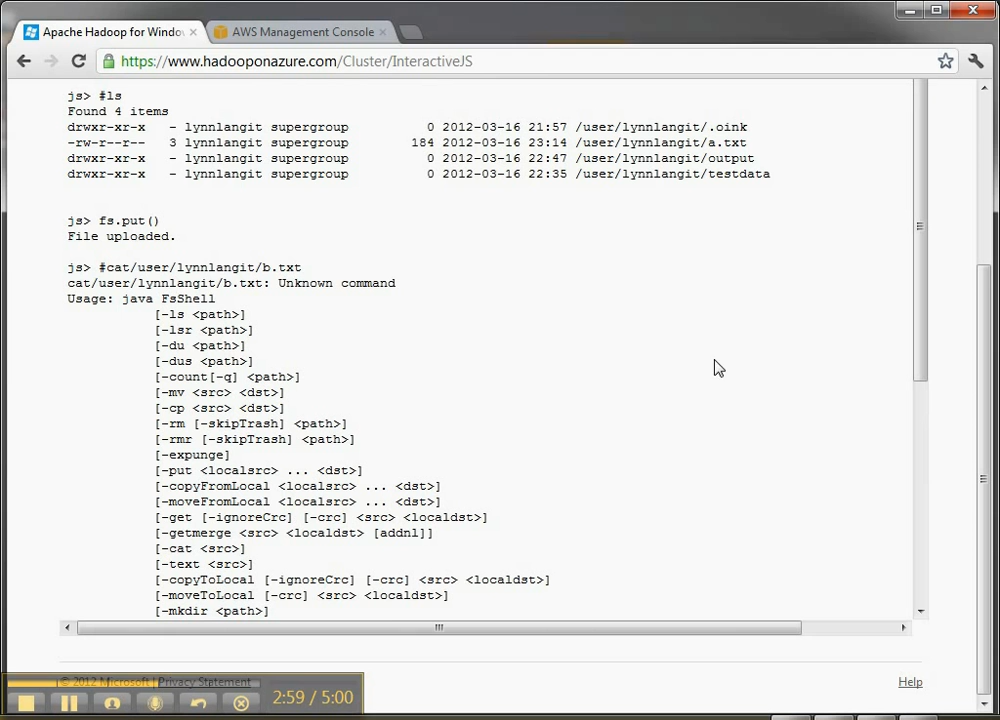 Apache Hadoop for Windo
AWS Management Console
https://www.hadooponazure.com/Cluster/InteractiveJS
js> #ls
Found 4 items
drwxr-xr-x - lynnlangit supergroup 0 2012-03-16 21:57 /user/lynnlangit/.oink
-rw-r--r-- 3 lynnlangit supergroup 184 2012-03-16 23:14 /user/lynnlangit/a.txt
drwxr-xr-x - lynnlangit supergroup 0 2012-03-16 22:47 /user/lynnlangit/output
drwxr-xr-x - lynnlangit supergroup 0 2012-03-16 22:35 /user/lynnlangit/testdata
js> fs.put()
File uploaded.
js> #cat/user/lynnlangit/b.txt
cat/user/lynnlangit/b.txt: Unknown command
Usage: java FsShell
[-ls <path>]
[-lsr <path>]
[-du <path>]
[-dus <path>]
[-count[-q] <path>]
[-mv <src> <dst>]
[-cp <src> <dst>]
[-rm [-skipTrash] <path>]
[-rmr [-skipTrash] <path>]
[-expunge]
[-put <localsrc> ... <dst>]
[-copyFromLocal <localsrc> ... <dst>]
[-moveFromLocal <localsrc> ... <dst>]
[-get [-ignoreCrc] [-crc] <src> <localdst>]
[-getmerge <src> <localdst> [addnl]]
[-cat <src>]
[-text <src>]
[-copyToLocal [-ignoreCrc] [-crc] <src> <localdst>]
[-moveToLocal [-crc] <src> <localdst>]
[-mkdir <path>]
© 2012 Microsoft | Privacy Statement
Help
2:59 / 5:00